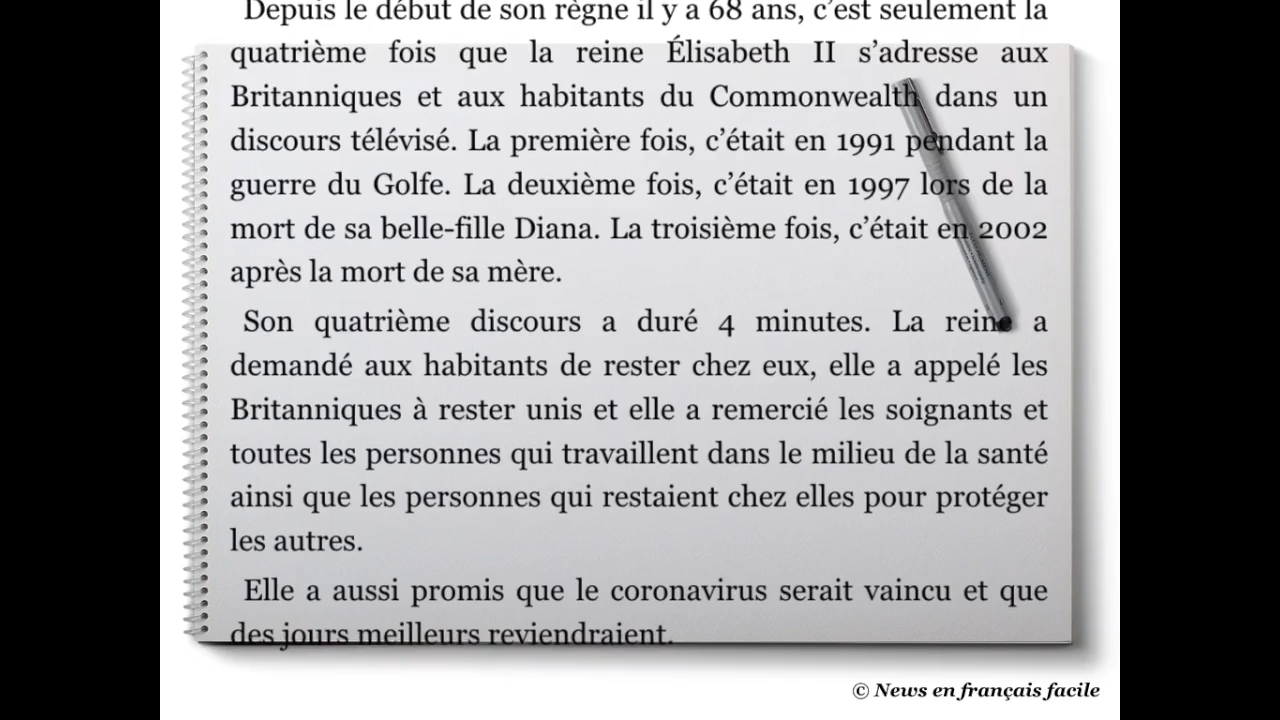 Depuis le début de son règne il y a 68 ans, c’est seulement la
quatrième fois que la reine Élisabeth II s’adresse aux
Britanniques et aux habitants du Commonwealth dans un
discours télévisé. La première fois, c’était en 1991 pendant la
guerre du Golfe. La deuxième fois, c’était en 1997 lors de la
mort de sa belle-fille Diana. La troisième fois, c’était en 2002
après la mort de sa mère.
Son quatrième discours a duré 4 minutes. La reine a
demandé aux habitants de rester chez eux, elle a appelé les
Britanniques à rester unis et elle a remercié les soignants et
toutes les personnes qui travaillent dans le milieu de la santé
ainsi que les personnes qui restaient chez elles pour protéger
les autres.
Elle a aussi promis que le coronavirus serait vaincu et que
des jours meilleurs reviendraient.
© News en français facile